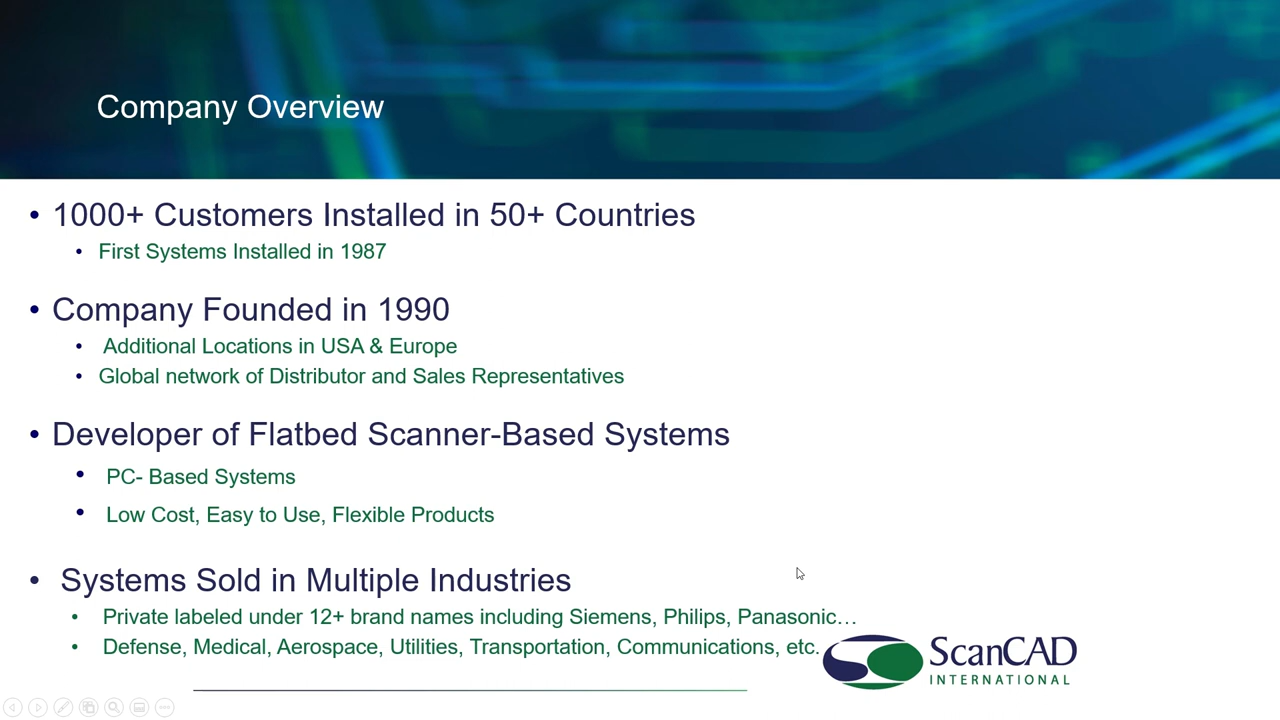 Company Overview
• 1000+ Customers Installed in 50+ Countries
• First Systems Installed in 1987
• Company Founded in 1990
• Additional Locations in USA & Europe
• Global network of Distributor and Sales Representatives
• Developer of Flatbed Scanner-Based Systems
• PC- Based Systems
• Low Cost, Easy to Use, Flexible Products
• Systems Sold in Multiple Industries
• Private labeled under 12+ brand names including Siemens, Philips, Panasonic…
• Defense, Medical, Aerospace, Utilities, Transportation, Communications, etc.
ScanCAD
INTERNATIONAL